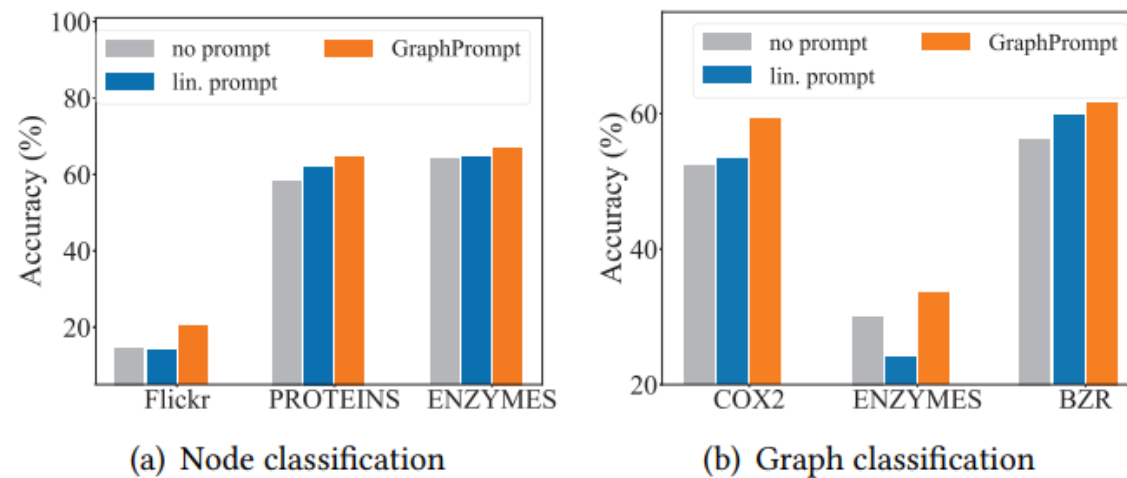 100
80
60
40
20
Accuracy (%)
no prompt
lin. prompt
GraphPrompt
Flickr
PROTEINS
ENZYMES
(a) Node classification
60
40
20
Accuracy (%)
no prompt
lin. prompt
GraphPrompt
COX2
ENZYMES
BZR
(b) Graph classification